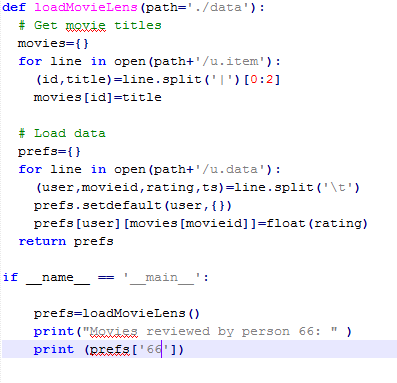 def loadMovieLens(path='./data'):
  # Get movie titles
  movies={}
  for line in open(path+'/u.item'):
    (id,title)=line.split('|')[0:2]
    movies[id]=title

  # Load data
  prefs={}
  for line in open(path+'/u.data'):
    (user,movieid,rating,ts)=line.split('\t')
    prefs.setdefault(user,{})
    prefs[user][movies[movieid]]=float(rating)
  return prefs

if __name__ == '__main__':

    prefs=loadMovieLens()
    print("Movies reviewed by person 66: " )
    print (prefs['66'])